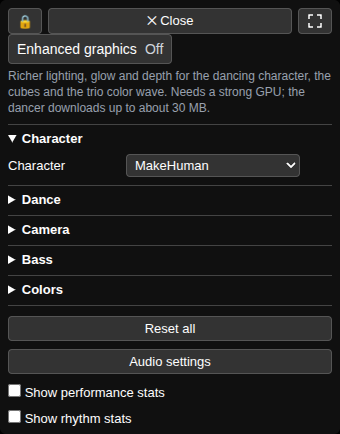 Close
Enhanced graphics Off
Richer lighting, glow and depth for the dancing character, the
cubes and the trio color wave. Needs a strong GPU; the
dancer downloads up to about 30 MB.
Character
Character MakeHuman
Dance
Camera
Bass
Colors
Reset all
Audio settings
Show performance stats
Show rhythm stats